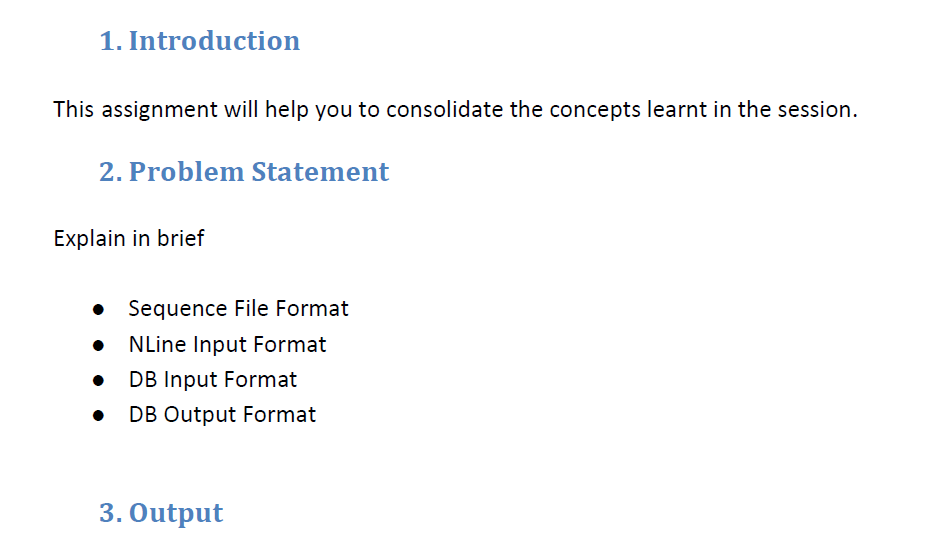 1. Introduction
This assignment will help you to consolidate the concepts learnt in the session.
2. Problem Statement
Explain in brief
● Sequence File Format
● NLine Input Format
● DB Input Format
● DB Output Format
3. Output